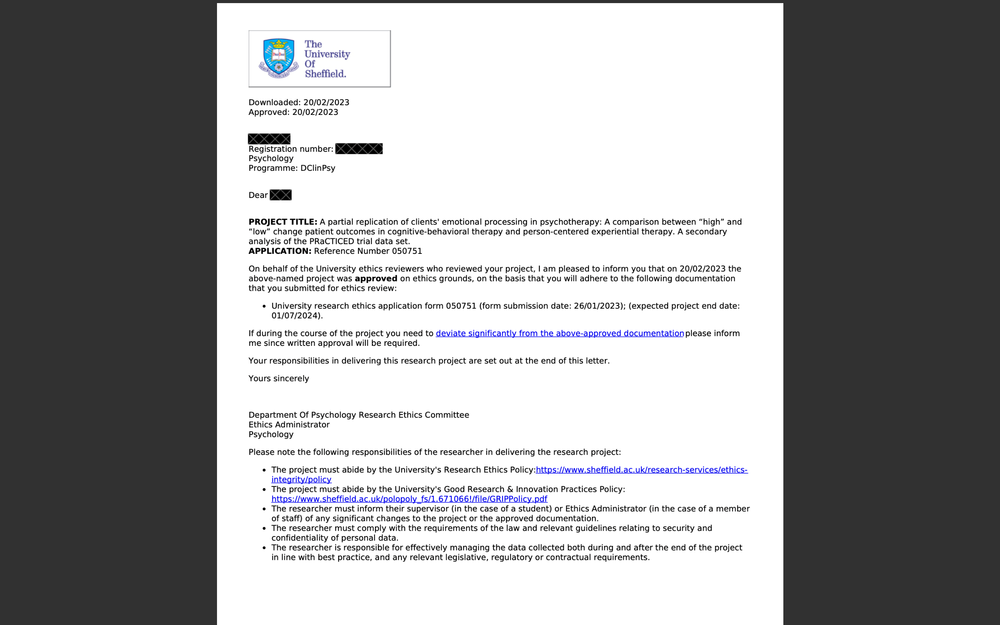 The
University
Of
Sheffield.
Downloaded: 20/02/2023
Approved: 20/02/2023
Registration number:
Psychology
Programme: DClinPsy
Dear
PROJECT TITLE: A partial replication of clients' emotional processing in psychotherapy: A comparison between “high” and
“low” change patient outcomes in cognitive-behavioral therapy and person-centered experiential therapy. A secondary
analysis of the PRaCTICED trial data set.
APPLICATION: Reference Number 050751
On behalf of the University ethics reviewers who reviewed your project, I am pleased to inform you that on 20/02/2023 the
above-named project was approved on ethics grounds, on the basis that you will adhere to the following documentation
that you submitted for ethics review:
• University research ethics application form 050751 (form submission date: 26/01/2023); (expected project end date:
01/07/2024).
If during the course of the project you need to deviate significantly from the above-approved documentation please inform
me since written approval will be required.
Your responsibilities in delivering this research project are set out at the end of this letter.
Yours sincerely
Department Of Psychology Research Ethics Committee
Ethics Administrator
Psychology
Please note the following responsibilities of the researcher in delivering the research project:
• The project must abide by the University's Research Ethics Policy:https://www.sheffield.ac.uk/research-services/ethics-
integrity/policy
• The project must abide by the University's Good Research & Innovation Practices Policy:
https://www.sheffield.ac.uk/polopoly_fs/1.671066!/file/GRIPPolicy.pdf
• The researcher must inform their supervisor (in the case of a student) or Ethics Administrator (in the case of a member
of staff) of any significant changes to the project or the approved documentation.
• The researcher must comply with the requirements of the law and relevant guidelines relating to security and
confidentiality of personal data.
• The researcher is responsible for effectively managing the data collected both during and after the end of the project
in line with best practice, and any relevant legislative, regulatory or contractual requirements.